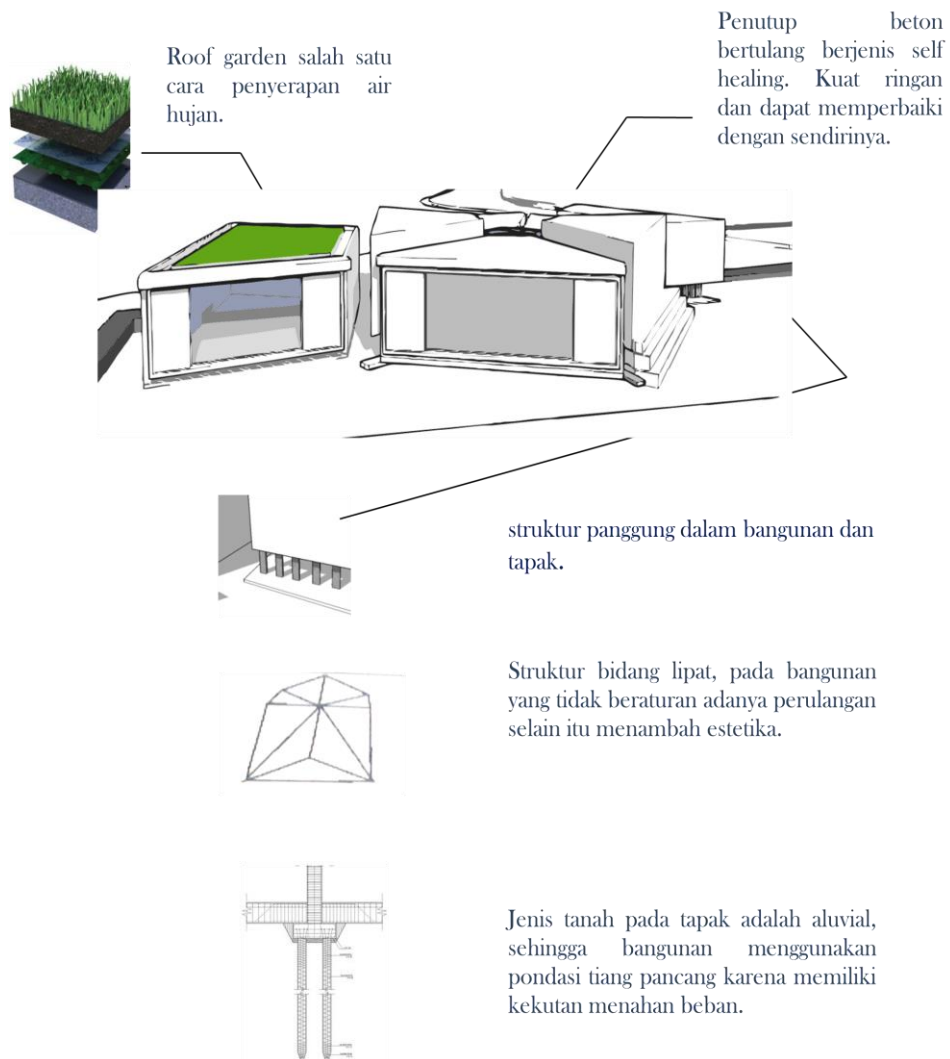 Roof garden salah satu
cara penyerapan air
hujan.
Penutup beton
bertulang berjenis self
healing. Kuat ringan
dan dapat memperbaiki
dengan sendirinya.
struktur panggung dalam bangunan dan
tapak.
Struktur bidang lipat, pada bangunan
yang tidak beraturan adanya perulangan
selain itu menambah estetika.
Jenis tanah pada tapak adalah aluvial,
sehingga bangunan menggunakan
pondasi tiang pancang karena memiliki
kekutan menahan beban.